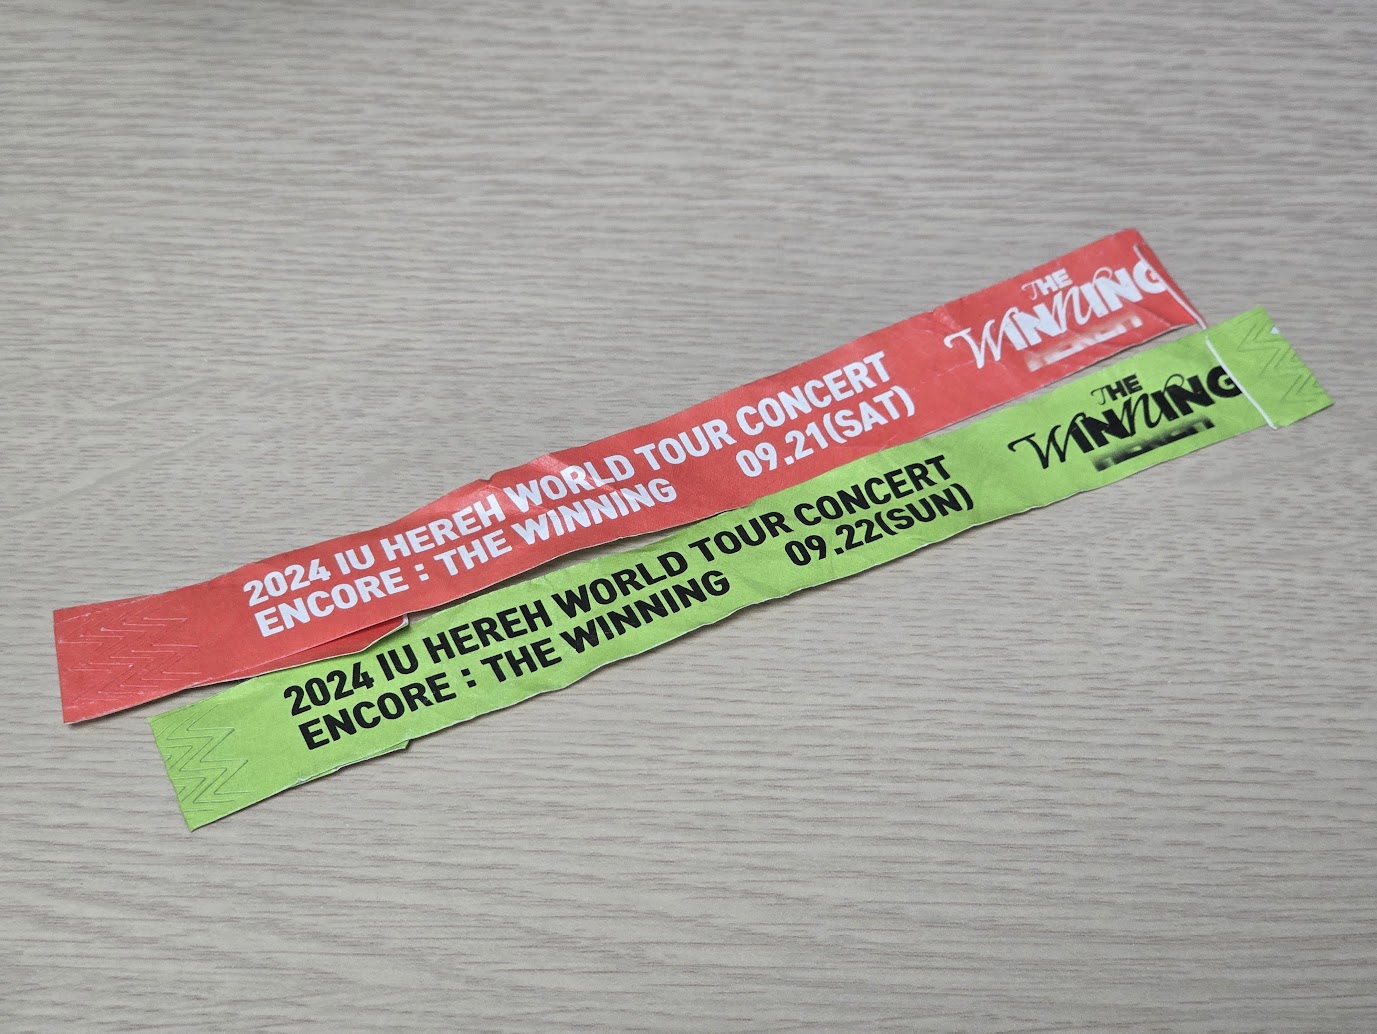 2024 IU HEREH WORLD TOUR CONCERT
ENCORE : THE WINNING 09.21(SAT)
THE
WINNING
2024 IU HEREH WORLD TOUR CONCERT
ENCORE : THE WINNING 09.22(SUN)
THE
WINNING